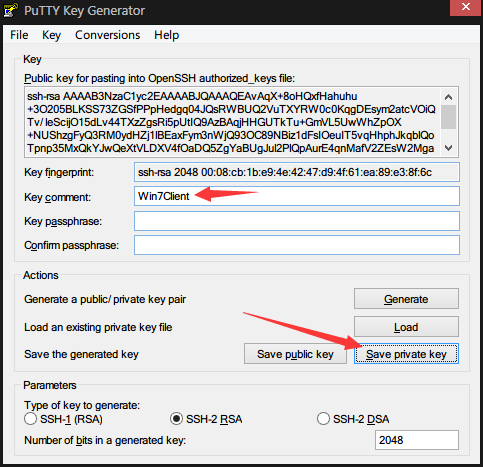 PuTTY Key Generator
File Key Conversions Help
Key
Public key for pasting into OpenSSH authorized_keys file:
ssh-rsa AAAAB3NzaC1yc2EAAAABJQAAAQEAvAqX+8oHQxfHahuhu
+3O205BLKSS73ZGSfPPpHedgq04JQsRWBUQ2VuTXYRW0c0KqgDEsym2atcVOiQ
Tv/leScijO15dLv44TXzZgsRi5pUtIQ9AzBAqjHHGUTkTu+GmVL5UwWhZpOX
+NUShzgFyQ3RM0ydHZj1lBEaxFym3nWjQ93OC89NBiz1dFsIOeuIT5vqHhphJkqblQo
Tpnp35MxQkYJwQeXtVLDXV4fOaDQ5ZgYaBUgJul2PlQpAurE4qnMafV2ZEsW2Mga
Key fingerprint:
ssh-rsa 2048 00:08:cb:1b:e9:4e:42:47:d9:4f:61:ea:89:e3:8f:6c
Key comment:
Win7Client
Key passphrase:
Confirm passphrase:
Actions
Generate a public/ private key pair
Generate
Load an existing private key file
Load
Save the generated key
Save public key
Save private key
Parameters
Type of key to generate:
SSH-1 (RSA)
SSH-2 RSA
SSH-2 DSA
Number of bits in a generated key:
2048